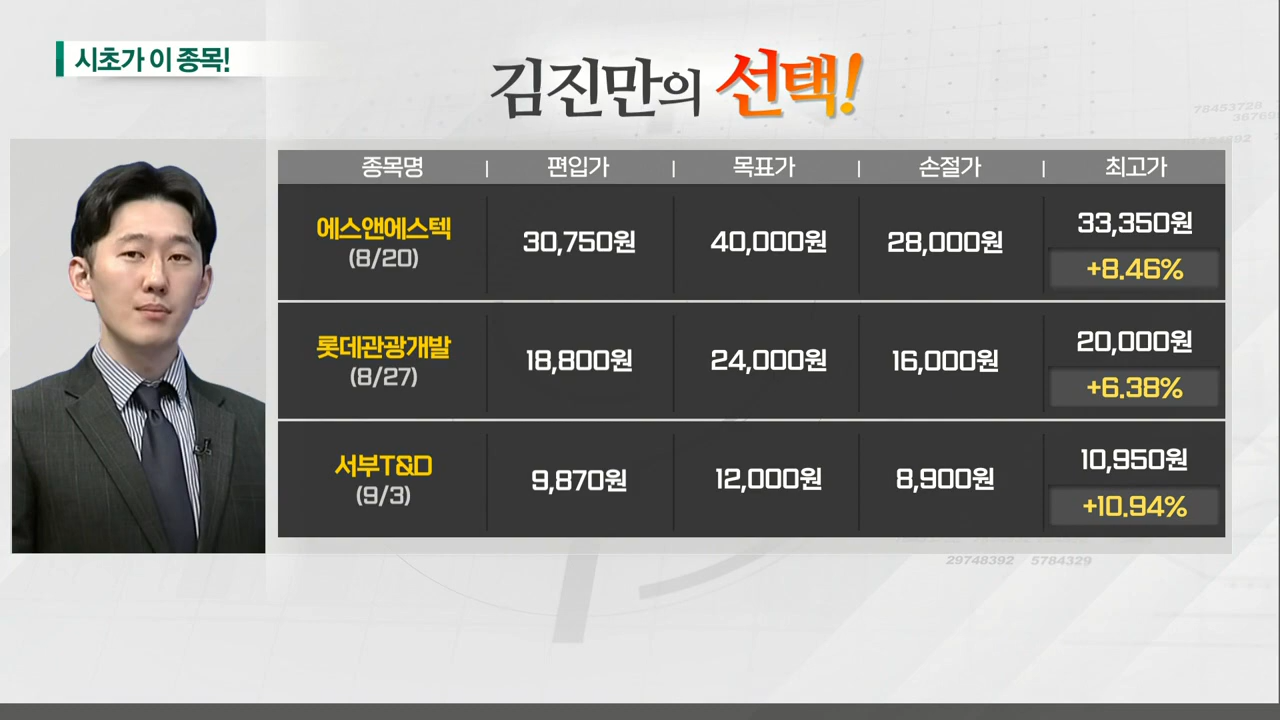 시초가 이 종목!
김진만의 선택!
종목명 | 편입가 | 목표가 | 손절가 | 최고가
에스앤에스텍
(8/20)
30,750원
40,000원
28,000원
33,350원
+8.46%
롯데관광개발
(8/27)
18,800원
24,000원
16,000원
20,000원
+6.38%
서부T&D
(9/3)
9,870원
12,000원
8,900원
10,950원
+10.94%
78453728
29748392 5784329